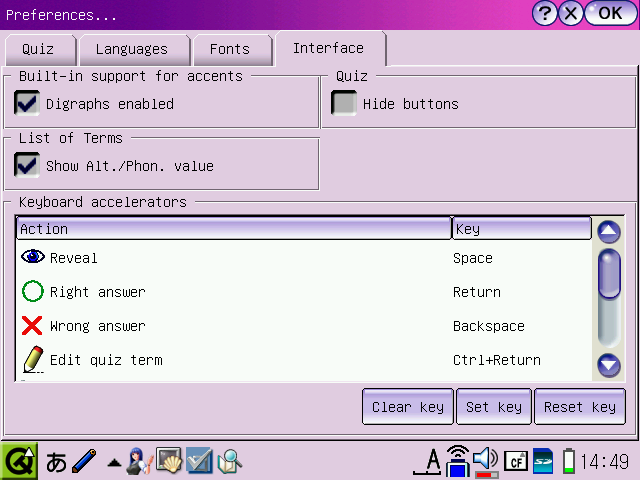 Preferences...
? X OK
Quiz Languages Fonts Interface
Built-in support for accents Quiz
Digraphs enabled Hide buttons
List of Terms
Show Alt./Phon. value
Keyboard accelerators
Action Key
Reveal Space
Right answer Return
Wrong answer Backspace
Edit quiz term Ctrl+Return
Clear key Set key Reset key
あ A CF SD 14:49